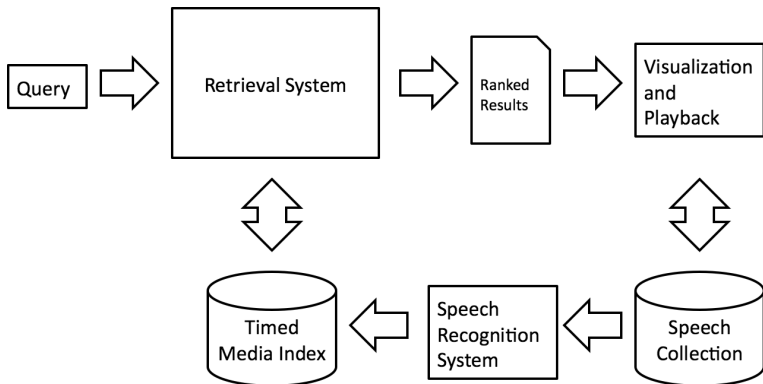 Query
Retrieval System
Ranked
Results
Visualization
and
Playback
Timed
Media Index
Speech
Recognition
System
Speech
Collection